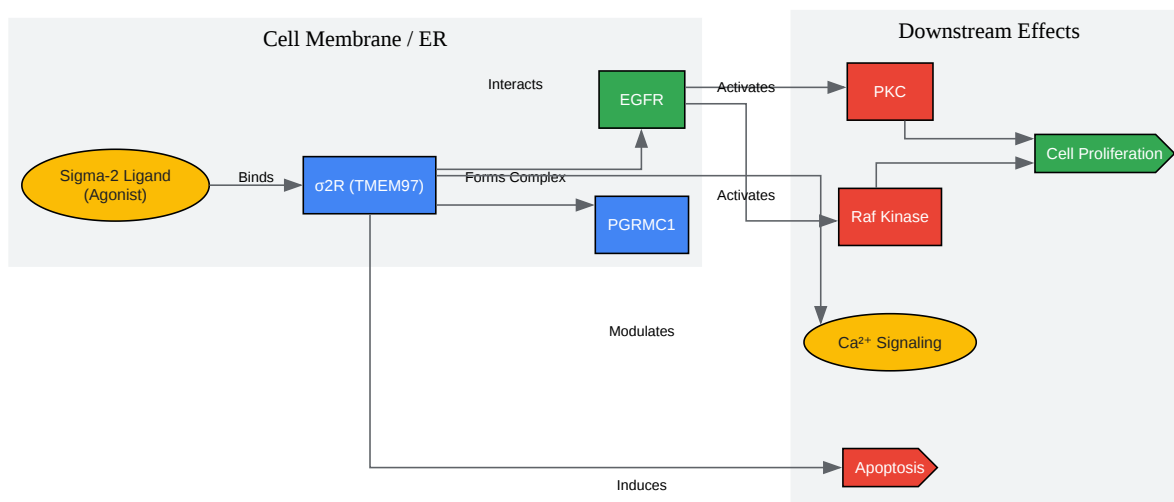 Cell Membrane / ER
Downstream Effects
Interacts
EGFR
Activates
PKC
Cell Proliferation
Sigma-2 Ligand
(Agonist)
Binds
σ2R (TMEM97)
Forms Complex
PGRMC1
Activates
Raf Kinase
Modulates
Ca²⁺ Signaling
Apoptosis
Induces